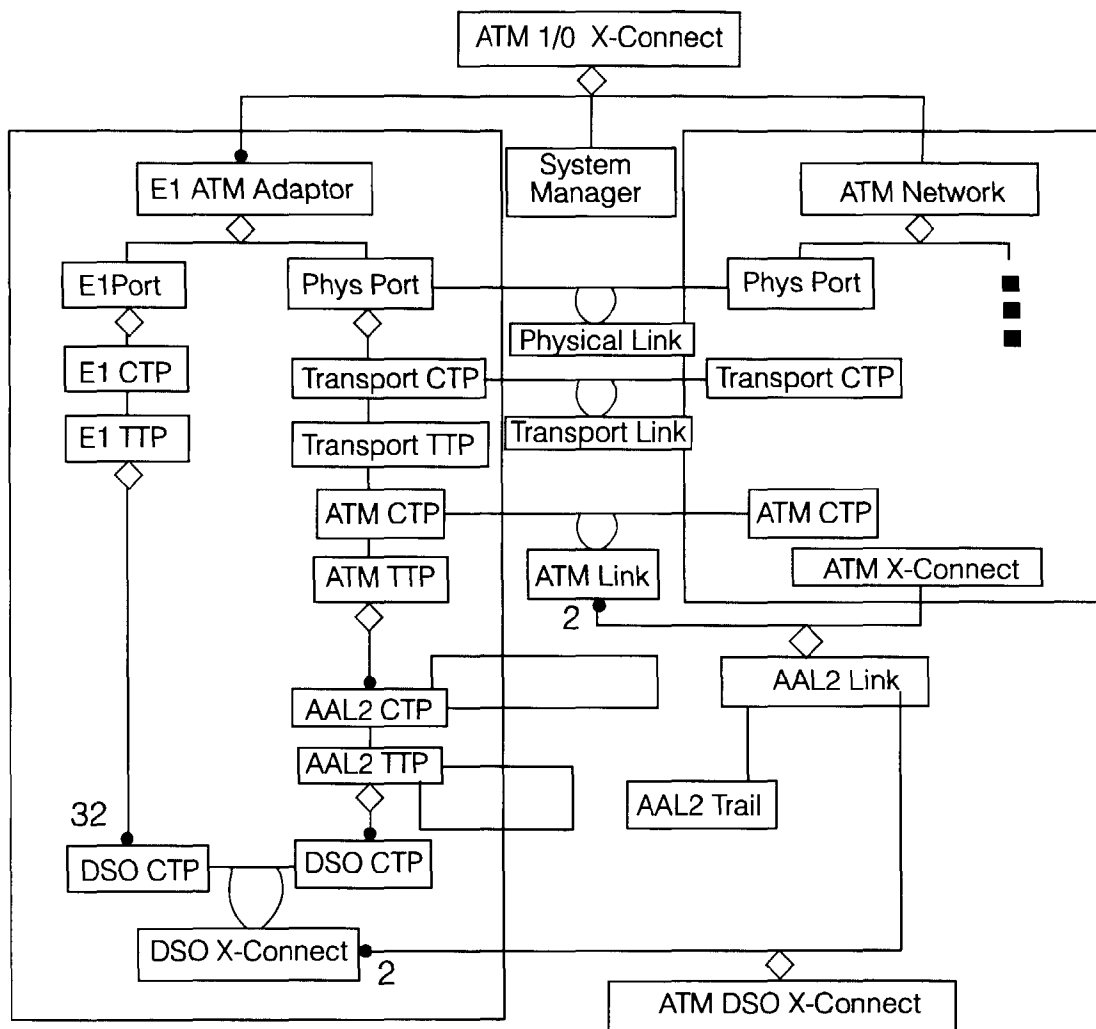 ATM 1/0 X-Connect
System
Manager
E1 ATM Adaptor
ATM Network
E1Port
Phys Port
Phys Port
Physical Link
E1 CTP
Transport CTP
Transport CTP
E1 TTP
Transport TTP
Transport Link
ATM CTP
ATM CTP
ATM TTP
ATM Link
ATM X-Connect
2
AAL2 CTP
AAL2 Link
AAL2 TTP
AAL2 Trail
32
DSO CTP
DSO CTP
DSO X-Connect
2
ATM DSO X-Connect